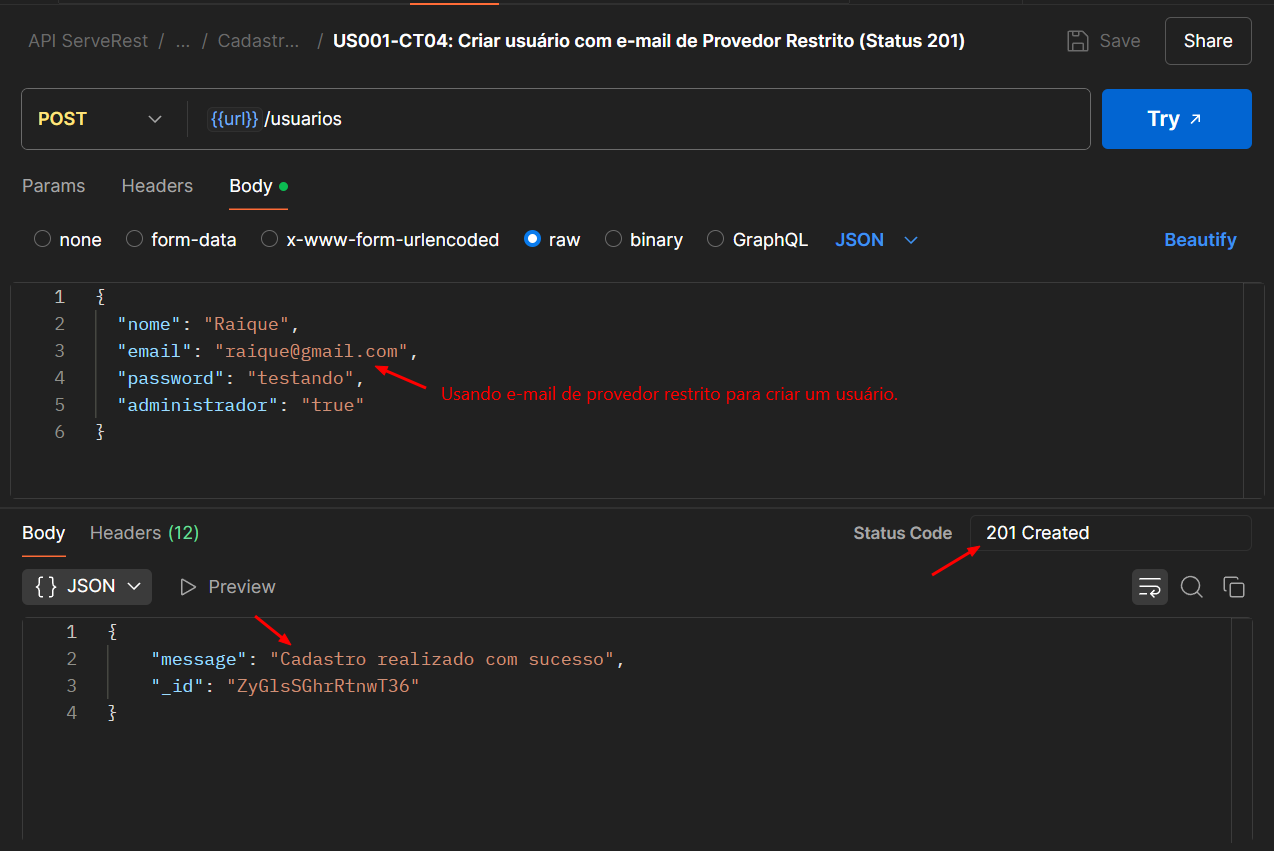 API ServeRest / ... / Cadastr... / US001-CT04: Criar usuário com e-mail de Provedor Restrito (Status 201) Save Share
POST {{url}} /usuarios Try ↗
Params Headers Body
none form-data x-www-form-urlencoded raw binary GraphQL JSON Beautify
1 {
2 "nome": "Raique",
3 "email": "raique@gmail.com",
4 "password": "testando",
Usando e-mail de provedor restrito para criar um usuário.
5 "administrador": "true"
6 }
Body Headers (12) Status Code 201 Created
{} JSON Preview
1 {
2 "message": "Cadastro realizado com sucesso",
3 "_id": "ZyGlsSGhrRtnwT36"
4 }